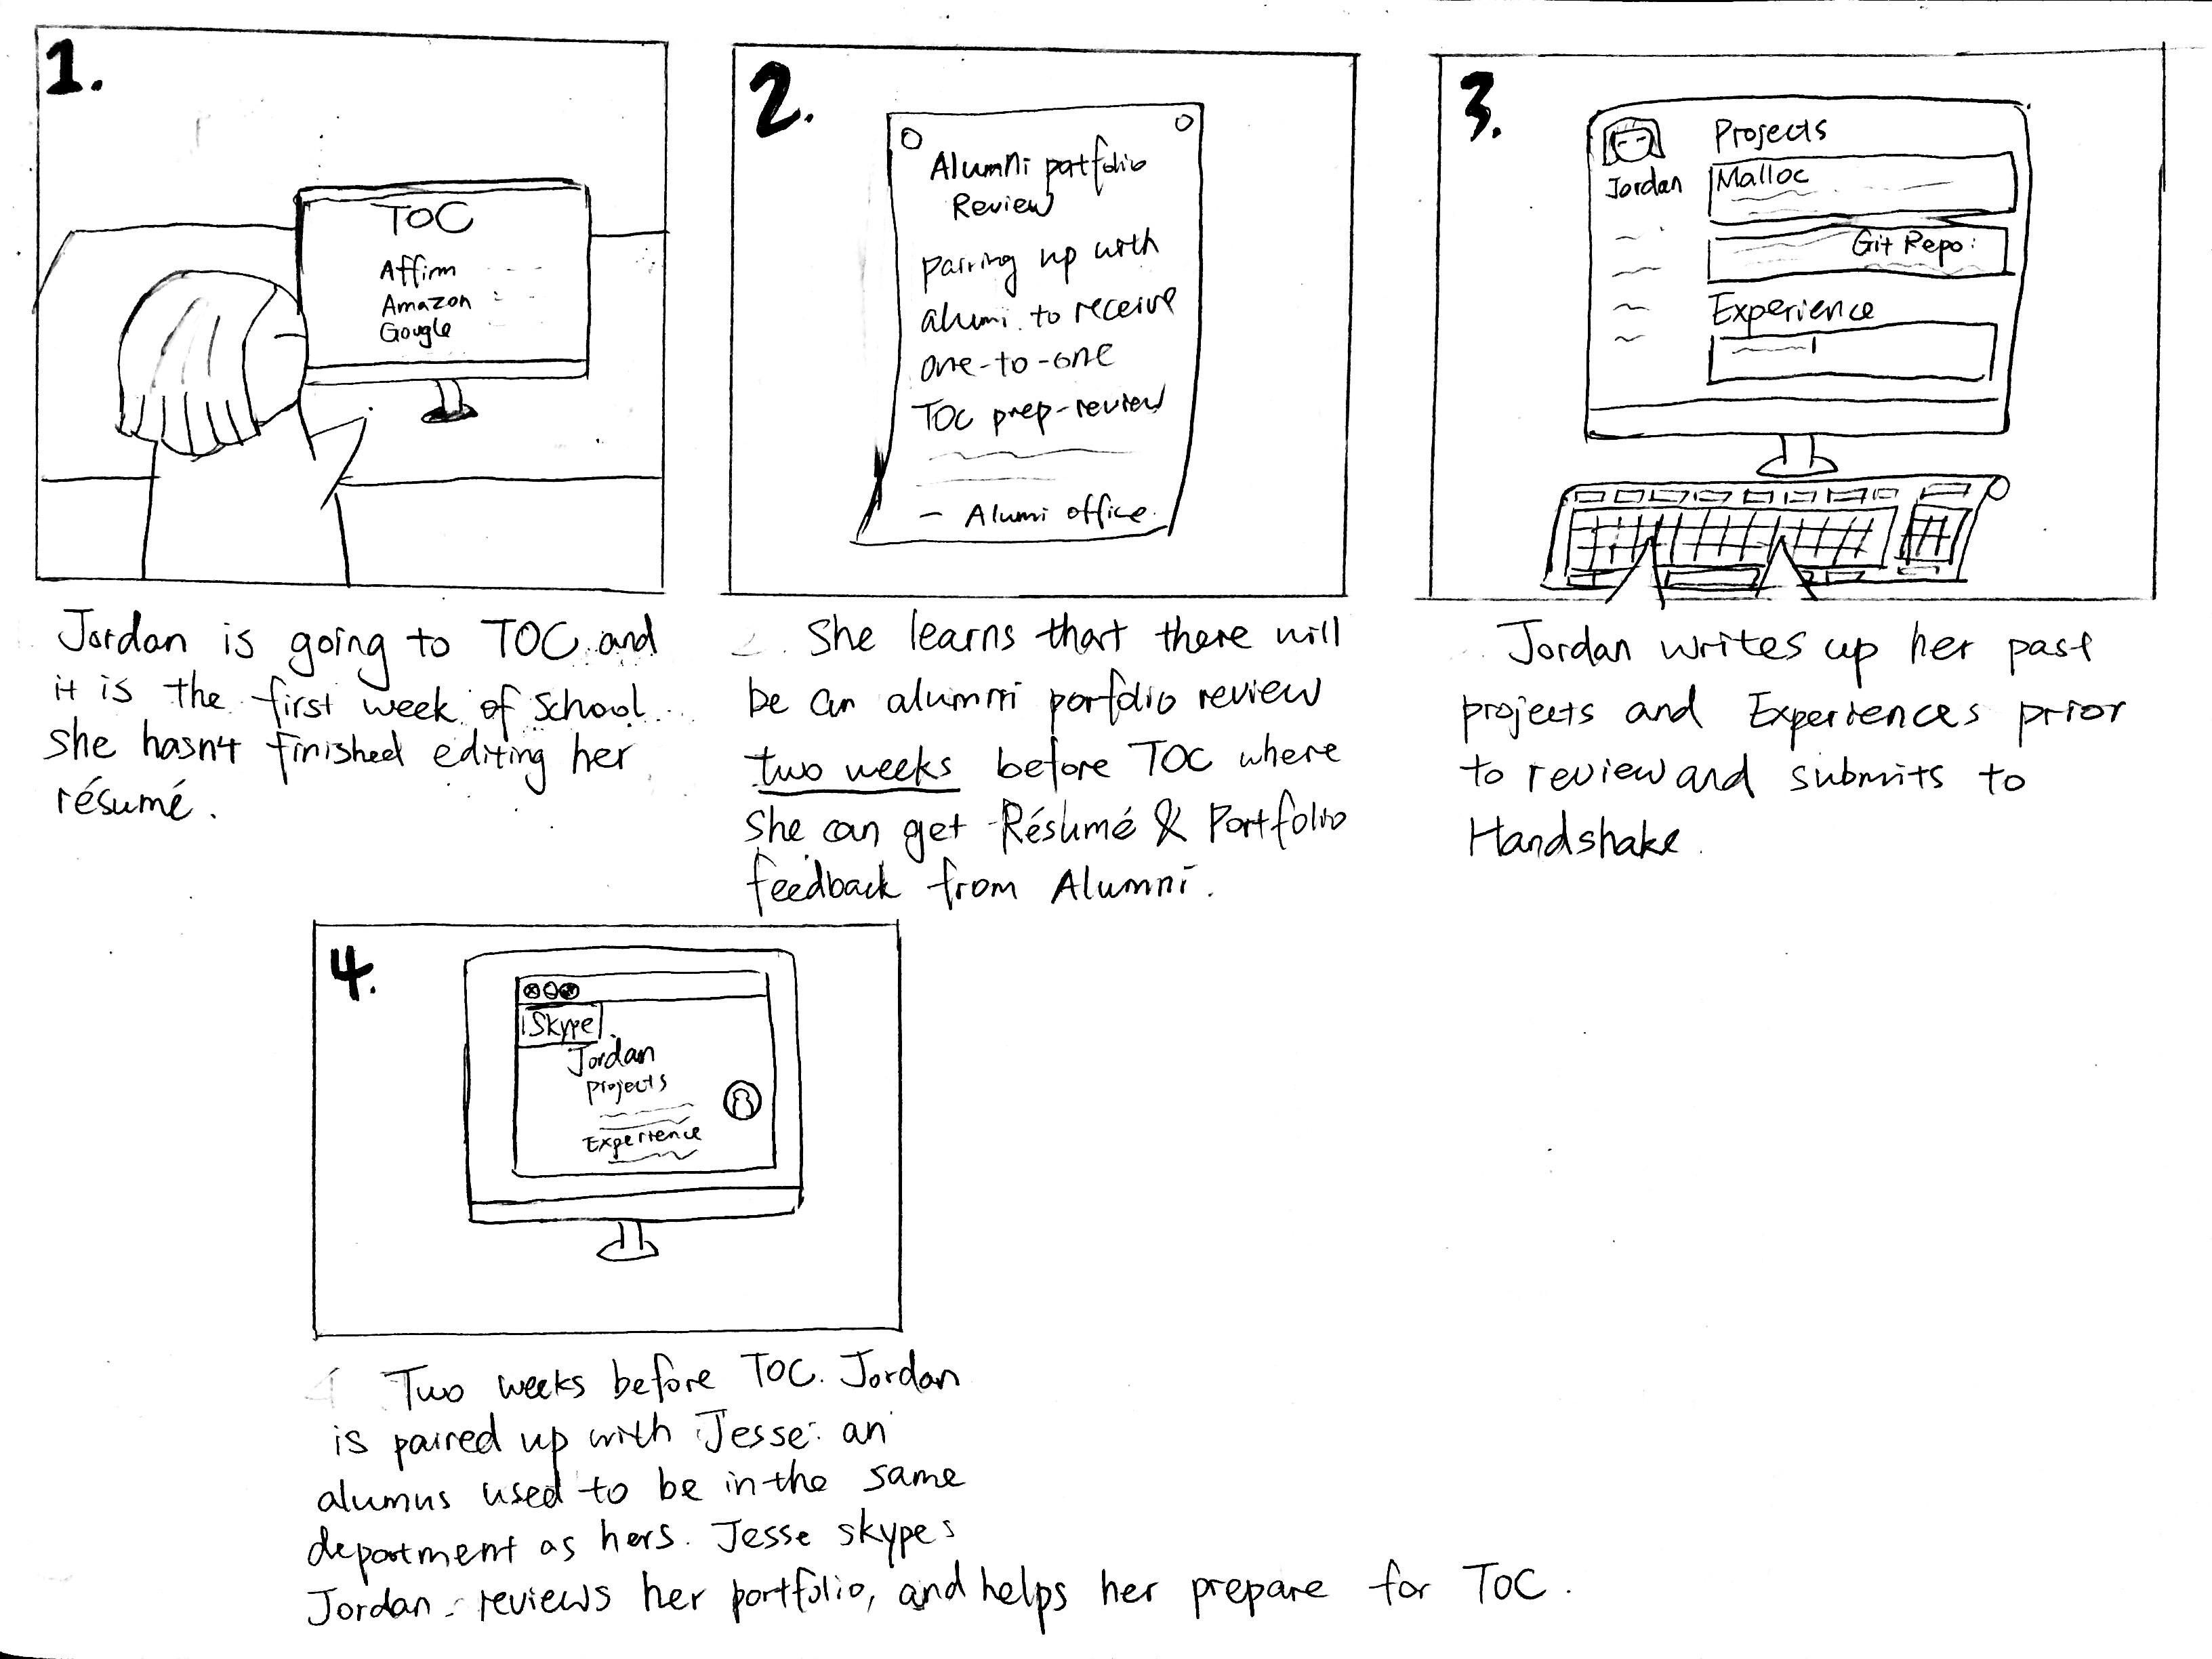 1.
TOC
Affirm
Amazon
Google
Jordan is going to TOC and
it is the first week of school
she hasnt finished editing her
résumé.
2.
Alumni portfolio
Review
pairing up with
alumi to receive
one-to-one
TOC prep-review
- Alumi office.
She learns that there will
be an alumni porfolio review
two weeks before TOC where
she can get Résumé & Portfolio
feedback from Alumni.
3.
Jordan
Projects
Malloc
Git Repo:
Experience
Jordan writes up her past
projects and Experiences prior
to review and submits to
Handshake.
4.
Skype
Jordan
projects
Experience
Two weeks before TOC. Jordan
is paired up with Jesse: an
alumus used to be in the same
department as hers. Jesse skypes
Jordan reviews her portfolio, and helps her prepare for TOC.